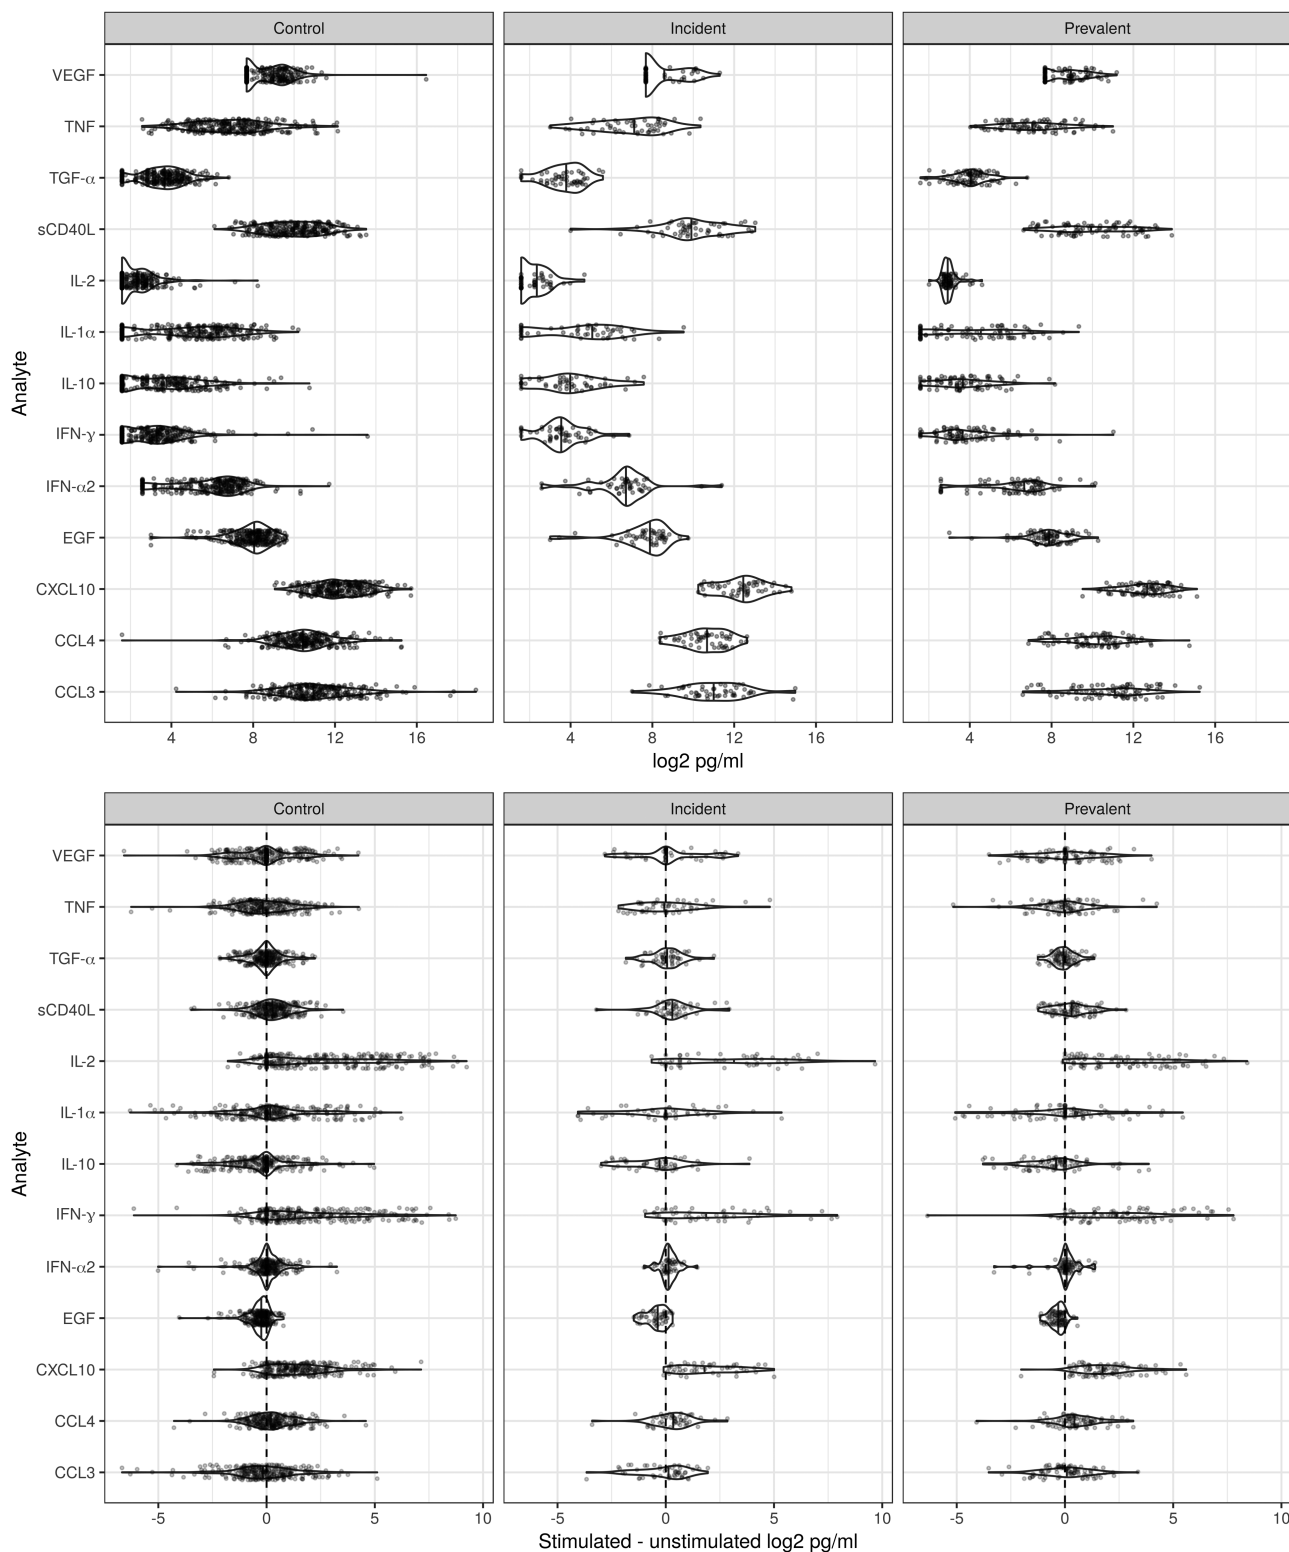 Control Incident Prevalent
VEGF
TNF
TGF-α
sCD40L
IL-2
IL-1α
IL-10
IFN-γ
IFN-α2
EGF
CXCL10
CCL4
CCL3
Analyte
4 8 12 16 4 8 12 16 4 8 12 16
log2 pg/ml
Control Incident Prevalent
VEGF
TNF
TGF-α
sCD40L
IL-2
IL-1α
IL-10
IFN-γ
IFN-α2
EGF
CXCL10
CCL4
CCL3
Analyte
-5 0 5 10 -5 0 5 10 -5 0 5 10
Stimulated - unstimulated log2 pg/ml